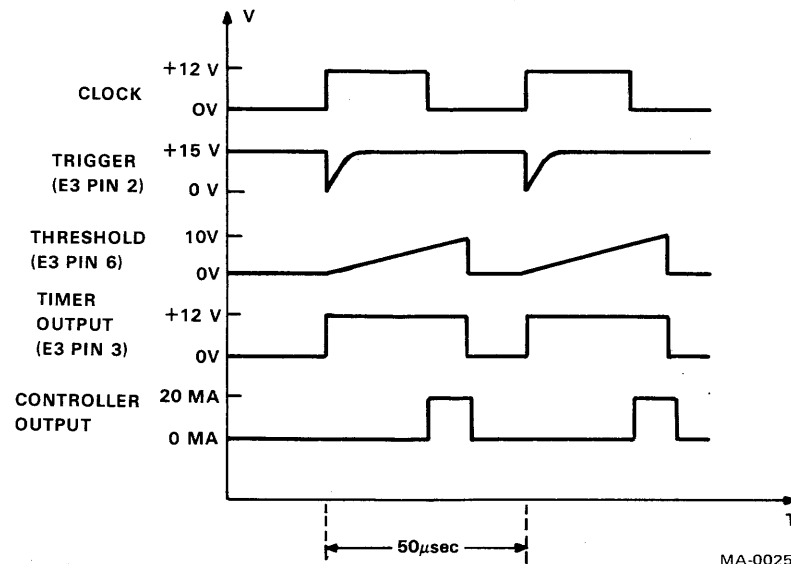 V
+12 V
CLOCK
0V
+15 V
TRIGGER
(E3 PIN 2)
0 V
THRESHOLD
(E3 PIN 6)
10V
0V
TIMER
OUTPUT
(E3 PIN 3)
+12 V
0V
CONTROLLER
OUTPUT
20 MA
0 MA
T
50µsec
MA-0025